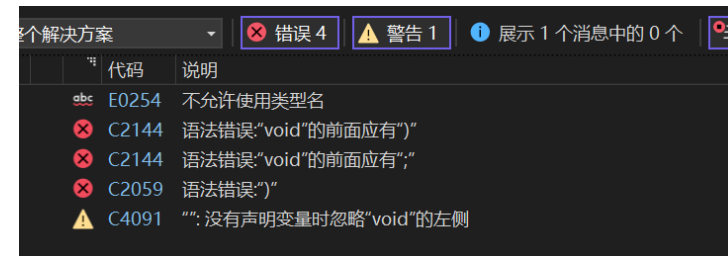 整个解决方案 错误 4 警告 1 展示 1 个消息中的 0 个
代码 说明
abc E0254 不允许使用类型名
C2144 语法错误:“void”的前面应有“)”
C2144 语法错误:“void”的前面应有“;”
C2059 语法错误:“)”
C4091 “”: 没有声明变量时忽略“void”的左侧